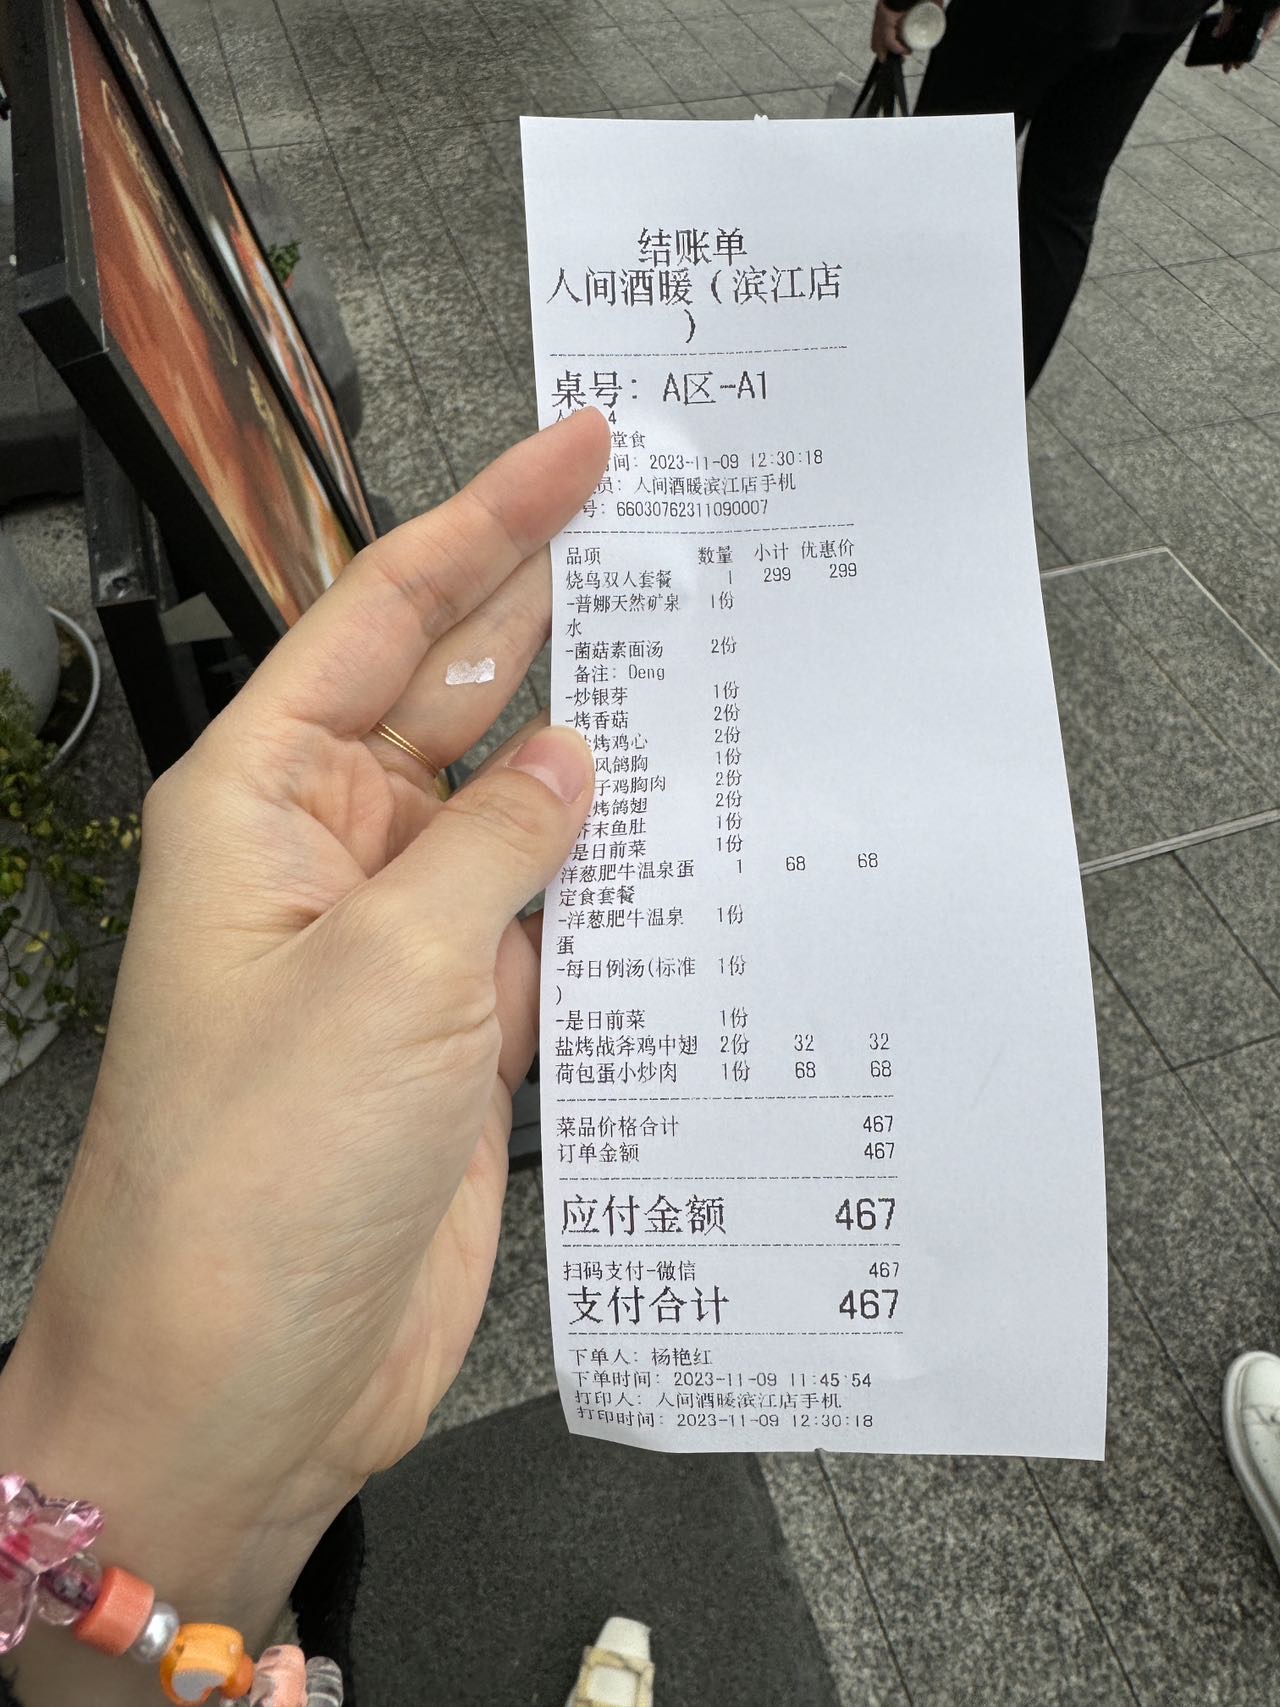 结账单
人间酒暖(滨江店
)
桌号: A区-A1
4
堂食
间: 2023-11-09 12:30:18
员: 人间酒暖滨江店手机
号: 66030762311090007
品项 数量 小计 优惠价
烧鸟双人套餐 1 299 299
-普娜天然矿泉 1份
水
-菌菇素面汤 2份
备注: Deng
-炒银芽 1份
-烤香菇 2份
烤鸡心 2份
风鸽胸 1份
子鸡胸肉 2份
烤鸽翅 2份
芥末鱼肚 1份
是日前菜 1份
洋葱肥牛温泉蛋 1 68 68
定食套餐
-洋葱肥牛温泉 1份
蛋
-每日例汤(标准 1份
)
-是日前菜 1份
盐烤战斧鸡中翅 2份 32 32
荷包蛋小炒肉 1份 68 68
菜品价格合计 467
订单金额 467
应付金额 467
扫码支付-微信 467
支付合计 467
下单人: 杨艳红
下单时间: 2023-11-09 11:45:54
打印人: 人间酒暖滨江店手机
打印时间: 2023-11-09 12:30:18